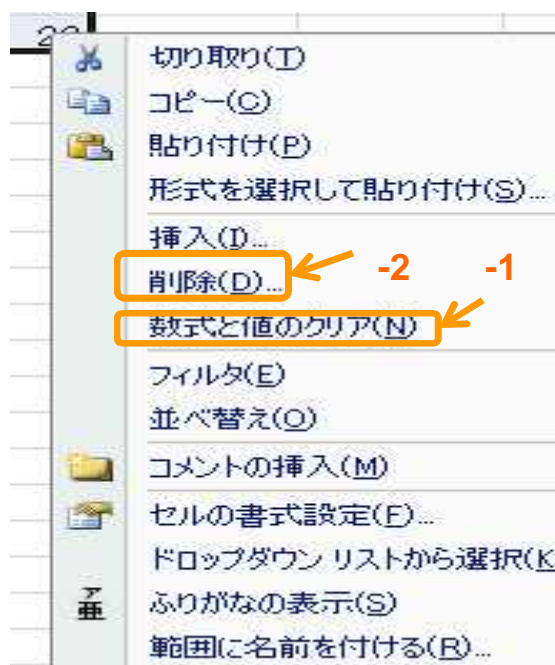 切り取り(T)
コピー(C)
貼り付け(P)
形式を選択して貼り付け(S)...
挿入(I)...
削除(D)...
-2
-1
数式と値のクリア(N)
フィルタ(E)
並べ替え(O)
コメントの挿入(M)
セルの書式設定(F)...
ドロップダウン リストから選択(K
ア
亜
ふりがなの表示(S)
範囲に名前を付ける(R)...